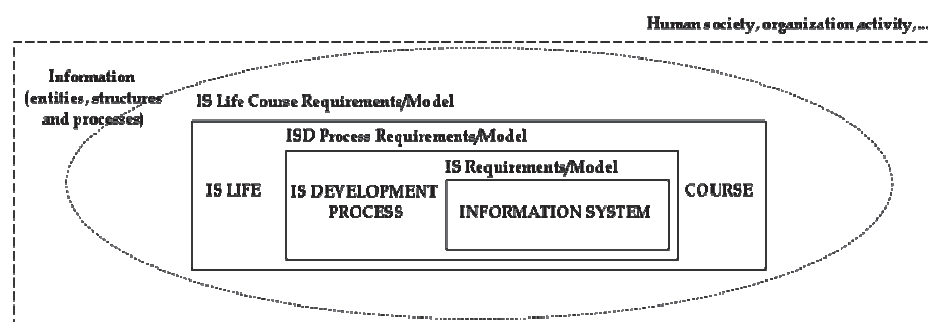 Human society, organization activity,...
Information
(entities, structures
and processes)
IS Life Course Requirements/Model
ISD Process Requirements/Model
IS Requirements/Model
IS LIFE
IS DEVELOPMENT
PROCESS
INFORMATION SYSTEM
COURSE